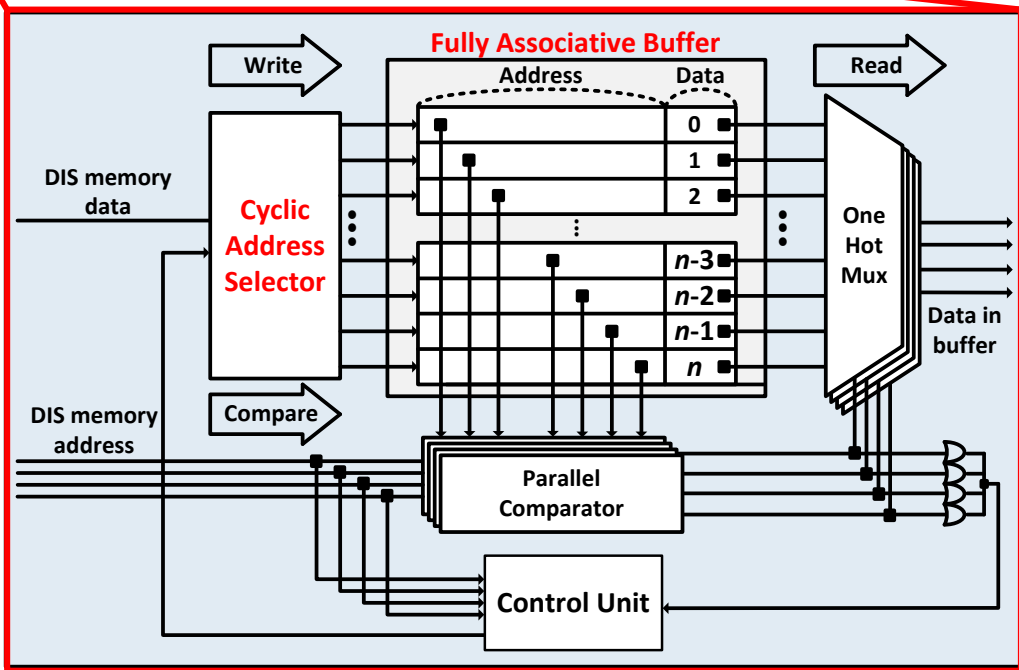 Fully Associative Buffer
Write
Address
Data
Read
0
1
2
n-3
n-2
n-1
n
DIS memory
data
Cyclic
Address
Selector
One
Hot
Mux
Data in
buffer
DIS memory
address
Compare
Parallel
Comparator
Control Unit